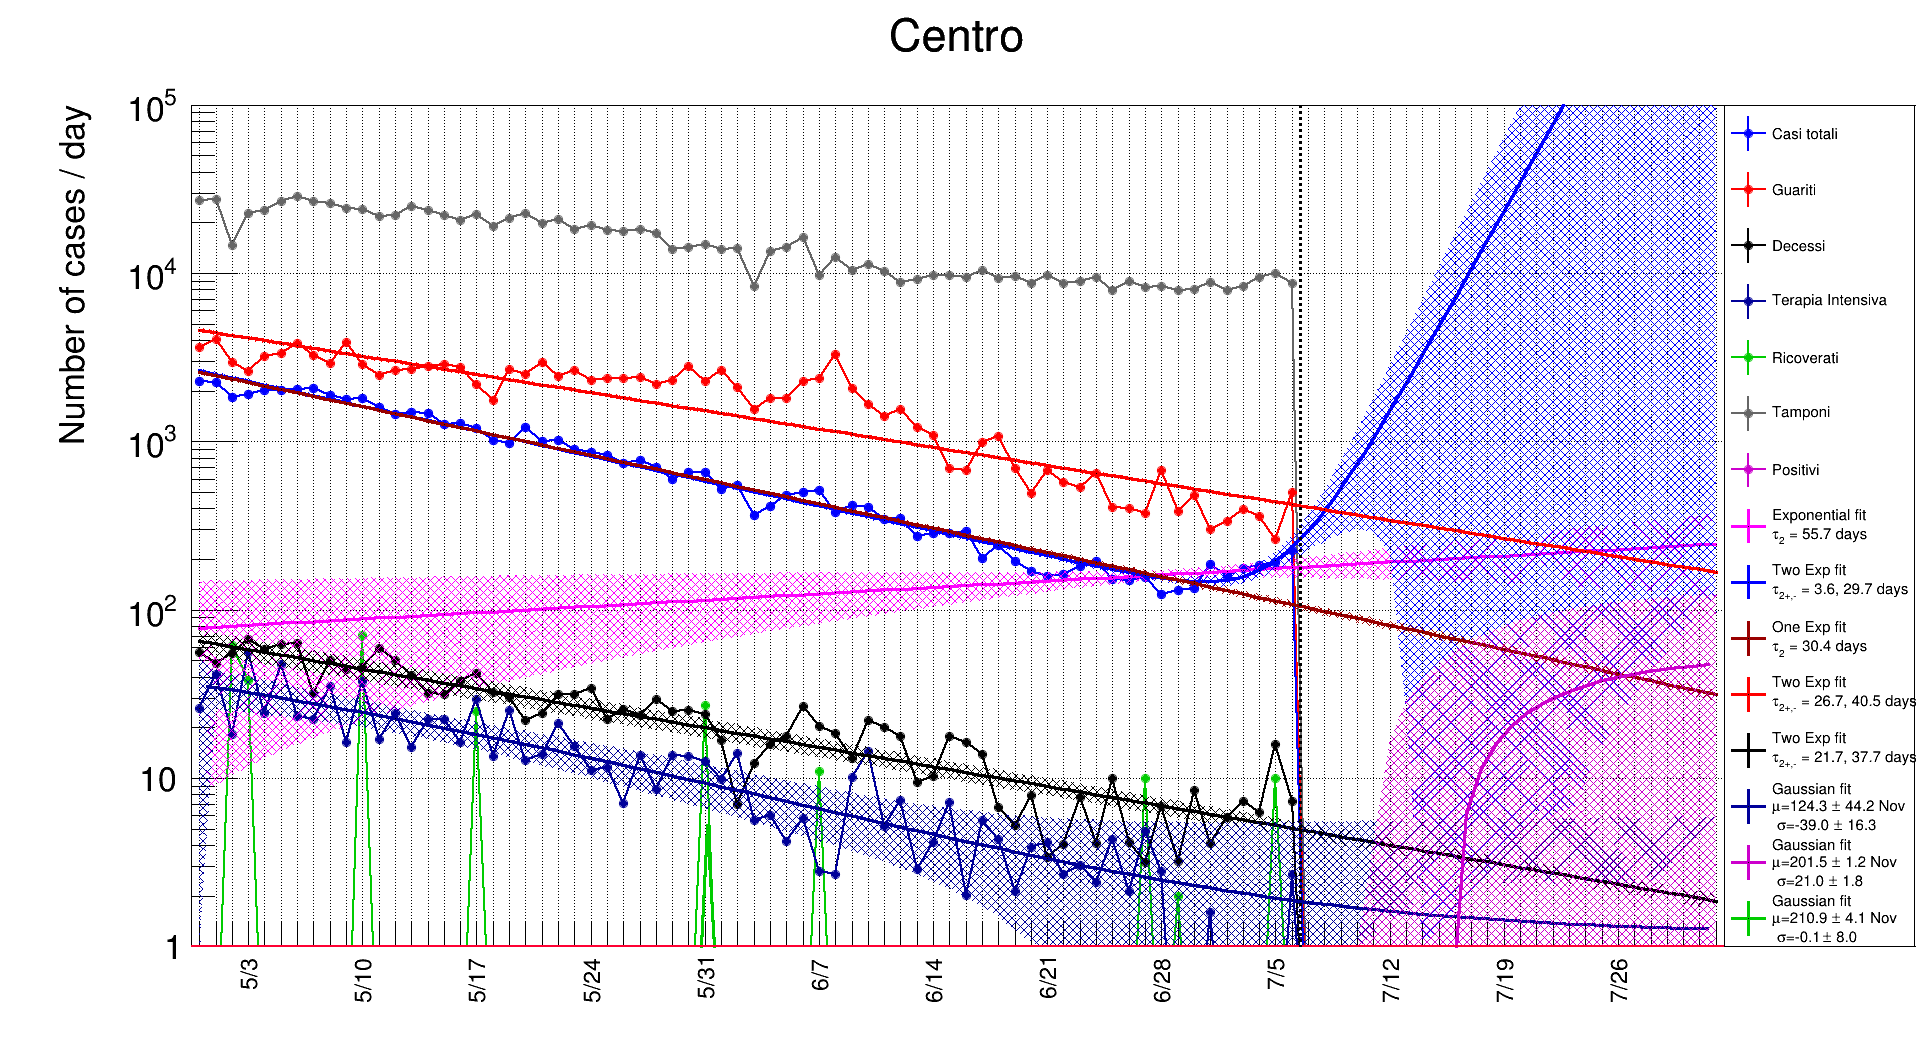 Centro
Number of cases / day
10^5
10^4
10^3
10^2
10
1
5/3
5/10
5/17
5/24
5/31
6/7
6/14
6/21
6/28
7/5
7/12
7/19
7/26
Casi totali
Guariti
Decessi
Terapia Intensiva
Ricoverati
Tamponi
Positivi
Exponential fit
τ2 = 55.7 days
Two Exp fit
τ2+,- = 3.6, 29.7 days
One Exp fit
τ2 = 30.4 days
Two Exp fit
τ2+,- = 26.7, 40.5 days
Two Exp fit
τ2+,- = 21.7, 37.7 days
Gaussian fit
μ=124.3 ± 44.2 Nov
σ=-39.0 ± 16.3
Gaussian fit
μ=201.5 ± 1.2 Nov
σ=21.0 ± 1.8
Gaussian fit
μ=210.9 ± 4.1 Nov
σ=-0.1 ± 8.0